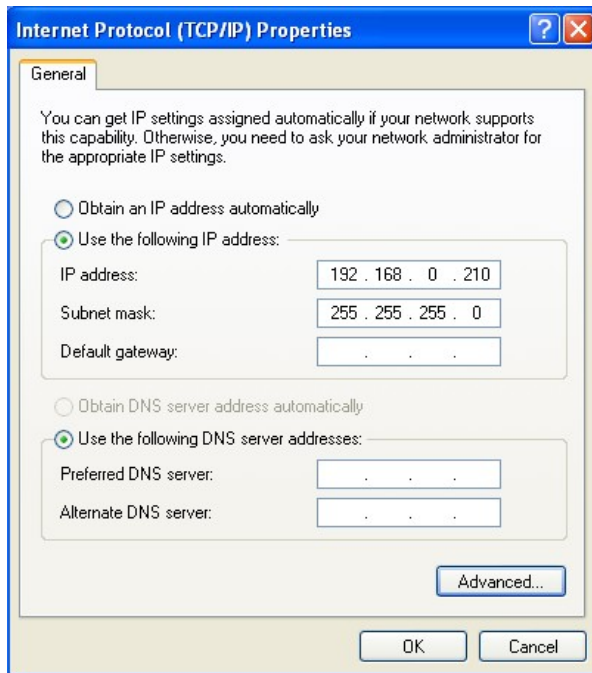 Internet Protocol (TCP/IP) Properties
General
You can get IP settings assigned automatically if your network supports
this capability. Otherwise, you need to ask your network administrator for
the appropriate IP settings.
Obtain an IP address automatically
Use the following IP address:
IP address: 192 . 168 . 0 . 210
Subnet mask: 255 . 255 . 255 . 0
Default gateway: . . .
Obtain DNS server address automatically
Use the following DNS server addresses:
Preferred DNS server: . . .
Alternate DNS server: . . .
Advanced...
OK Cancel